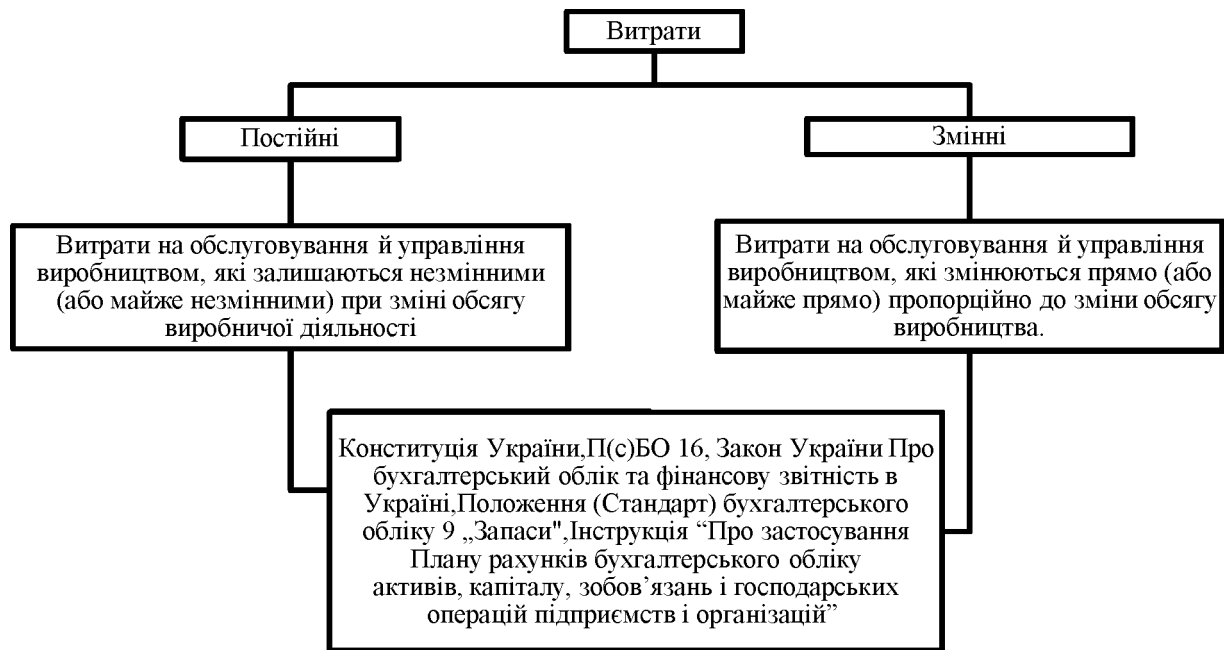 Витрати
Постійні
Змінні
Витрати на обслуговування й управління
виробництвом, які залишаються незмінними
(або майже незмінними) при зміні обсягу
виробничої діяльності
Витрати на обслуговування й управління
виробництвом, які змінюються прямо (або
майже прямо) пропорційно до зміни обсягу
виробництва.
Конституція України,П(с)БО 16, Закон України Про
бухгалтерський облік та фінансову звітність в
Україні,Положення (Стандарт) бухгалтерського
обліку 9 „Запаси",Інструкція “Про застосування
Плану рахунків бухгалтерського обліку
активів, капіталу, зобов’язань і господарських
операцій підприємств і організацій”